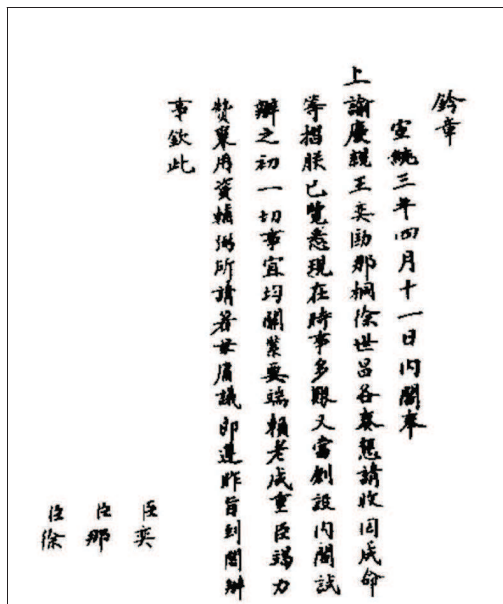 鈐章
宣統三年四月十一日內閣奉
上諭慶親王奕劻那桐徐世昌各奏懇請收回成命
等摺朕已覽悉現在時事多艱又當創設內閣試
辦之初一切事宜均關緊要端賴老成重臣竭力
贊襄用資輔弼所請著毋庸議即遵昨旨到閣辦
事欽此
臣奕
臣那
臣徐